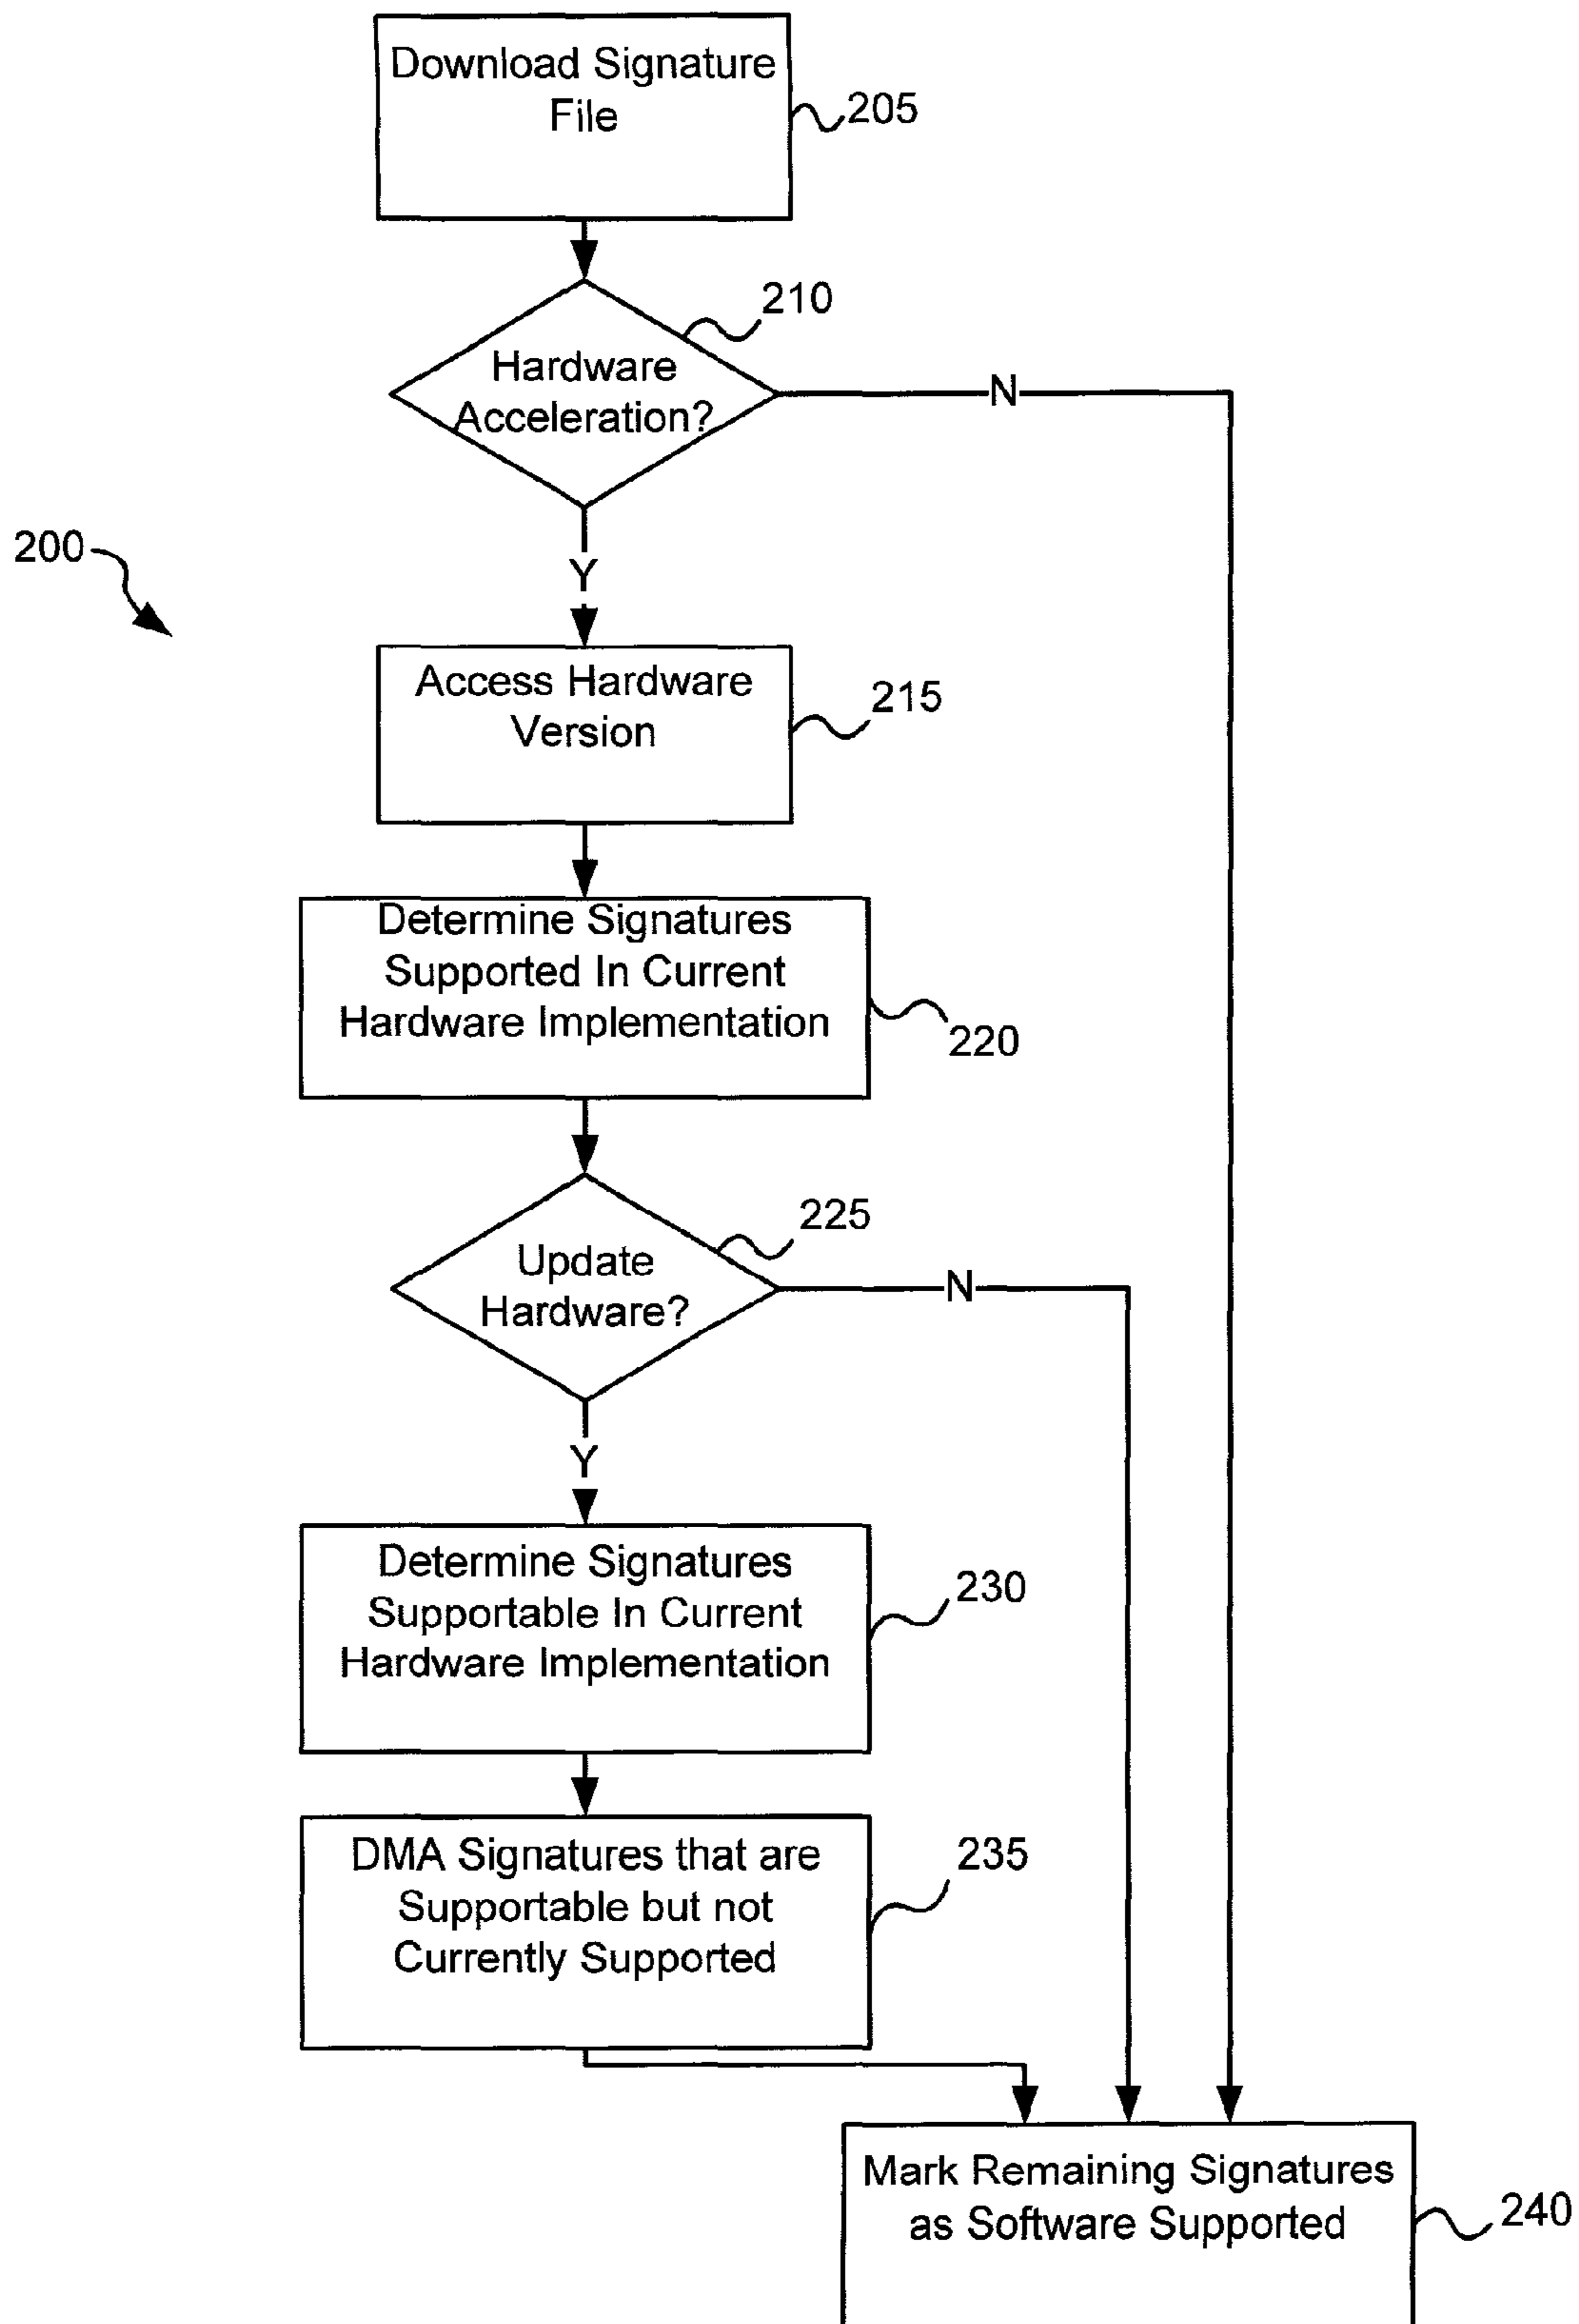 Download Signature
File
205
210
Hardware
Acceleration?
N
200
Y
Access Hardware
Version
215
Determine Signatures
Supported In Current
Hardware Implementation
220
225
Update
Hardware?
N
Y
Determine Signatures
Supportable In Current
Hardware Implementation
230
DMA Signatures that are
Supportable but not
Currently Supported
235
Mark Remaining Signatures
as Software Supported
240